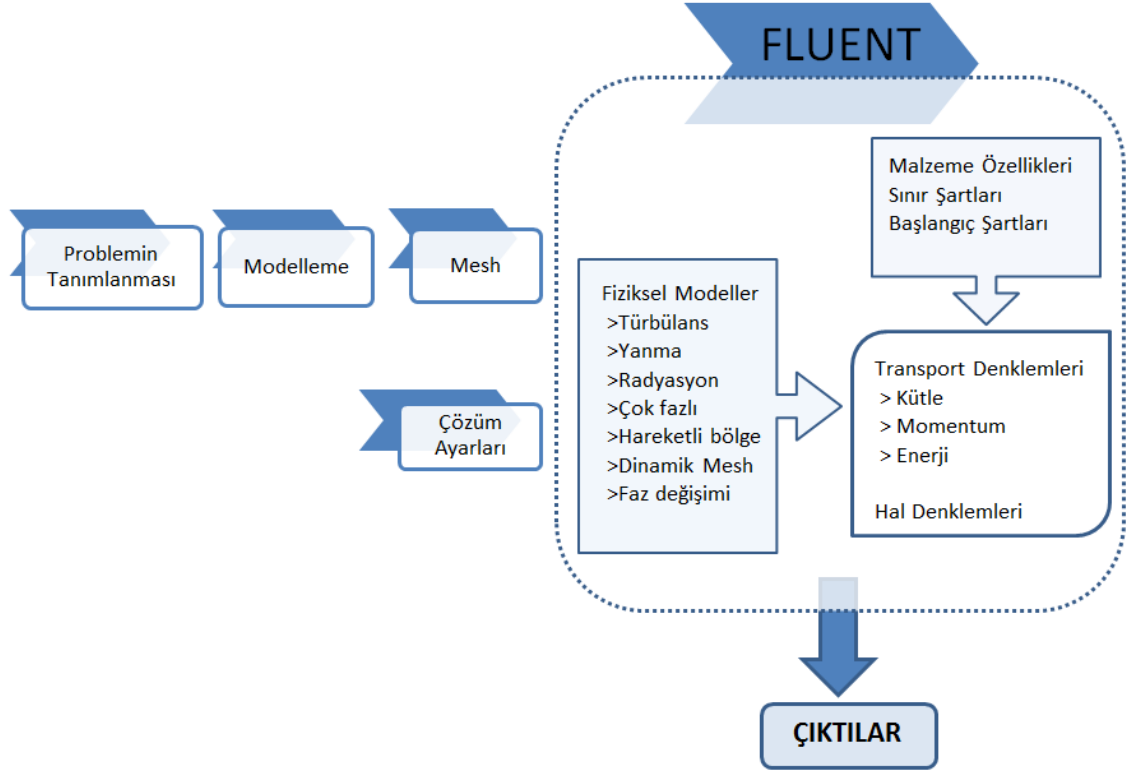 FLUENT
Malzeme Özellikleri
Sınır Şartları
Başlangıç Şartları
Problemin
Tanımlanması
Modelleme
Mesh
Fiziksel Modeller
>Türbülans
>Yanma
>Radyasyon
>Çok fazlı
>Hareketli bölge
>Dinamik Mesh
>Faz değişimi
Transport Denklemleri
> Kütle
> Momentum
> Enerji
Hal Denklemleri
Çözüm
Ayarları
ÇIKTILAR